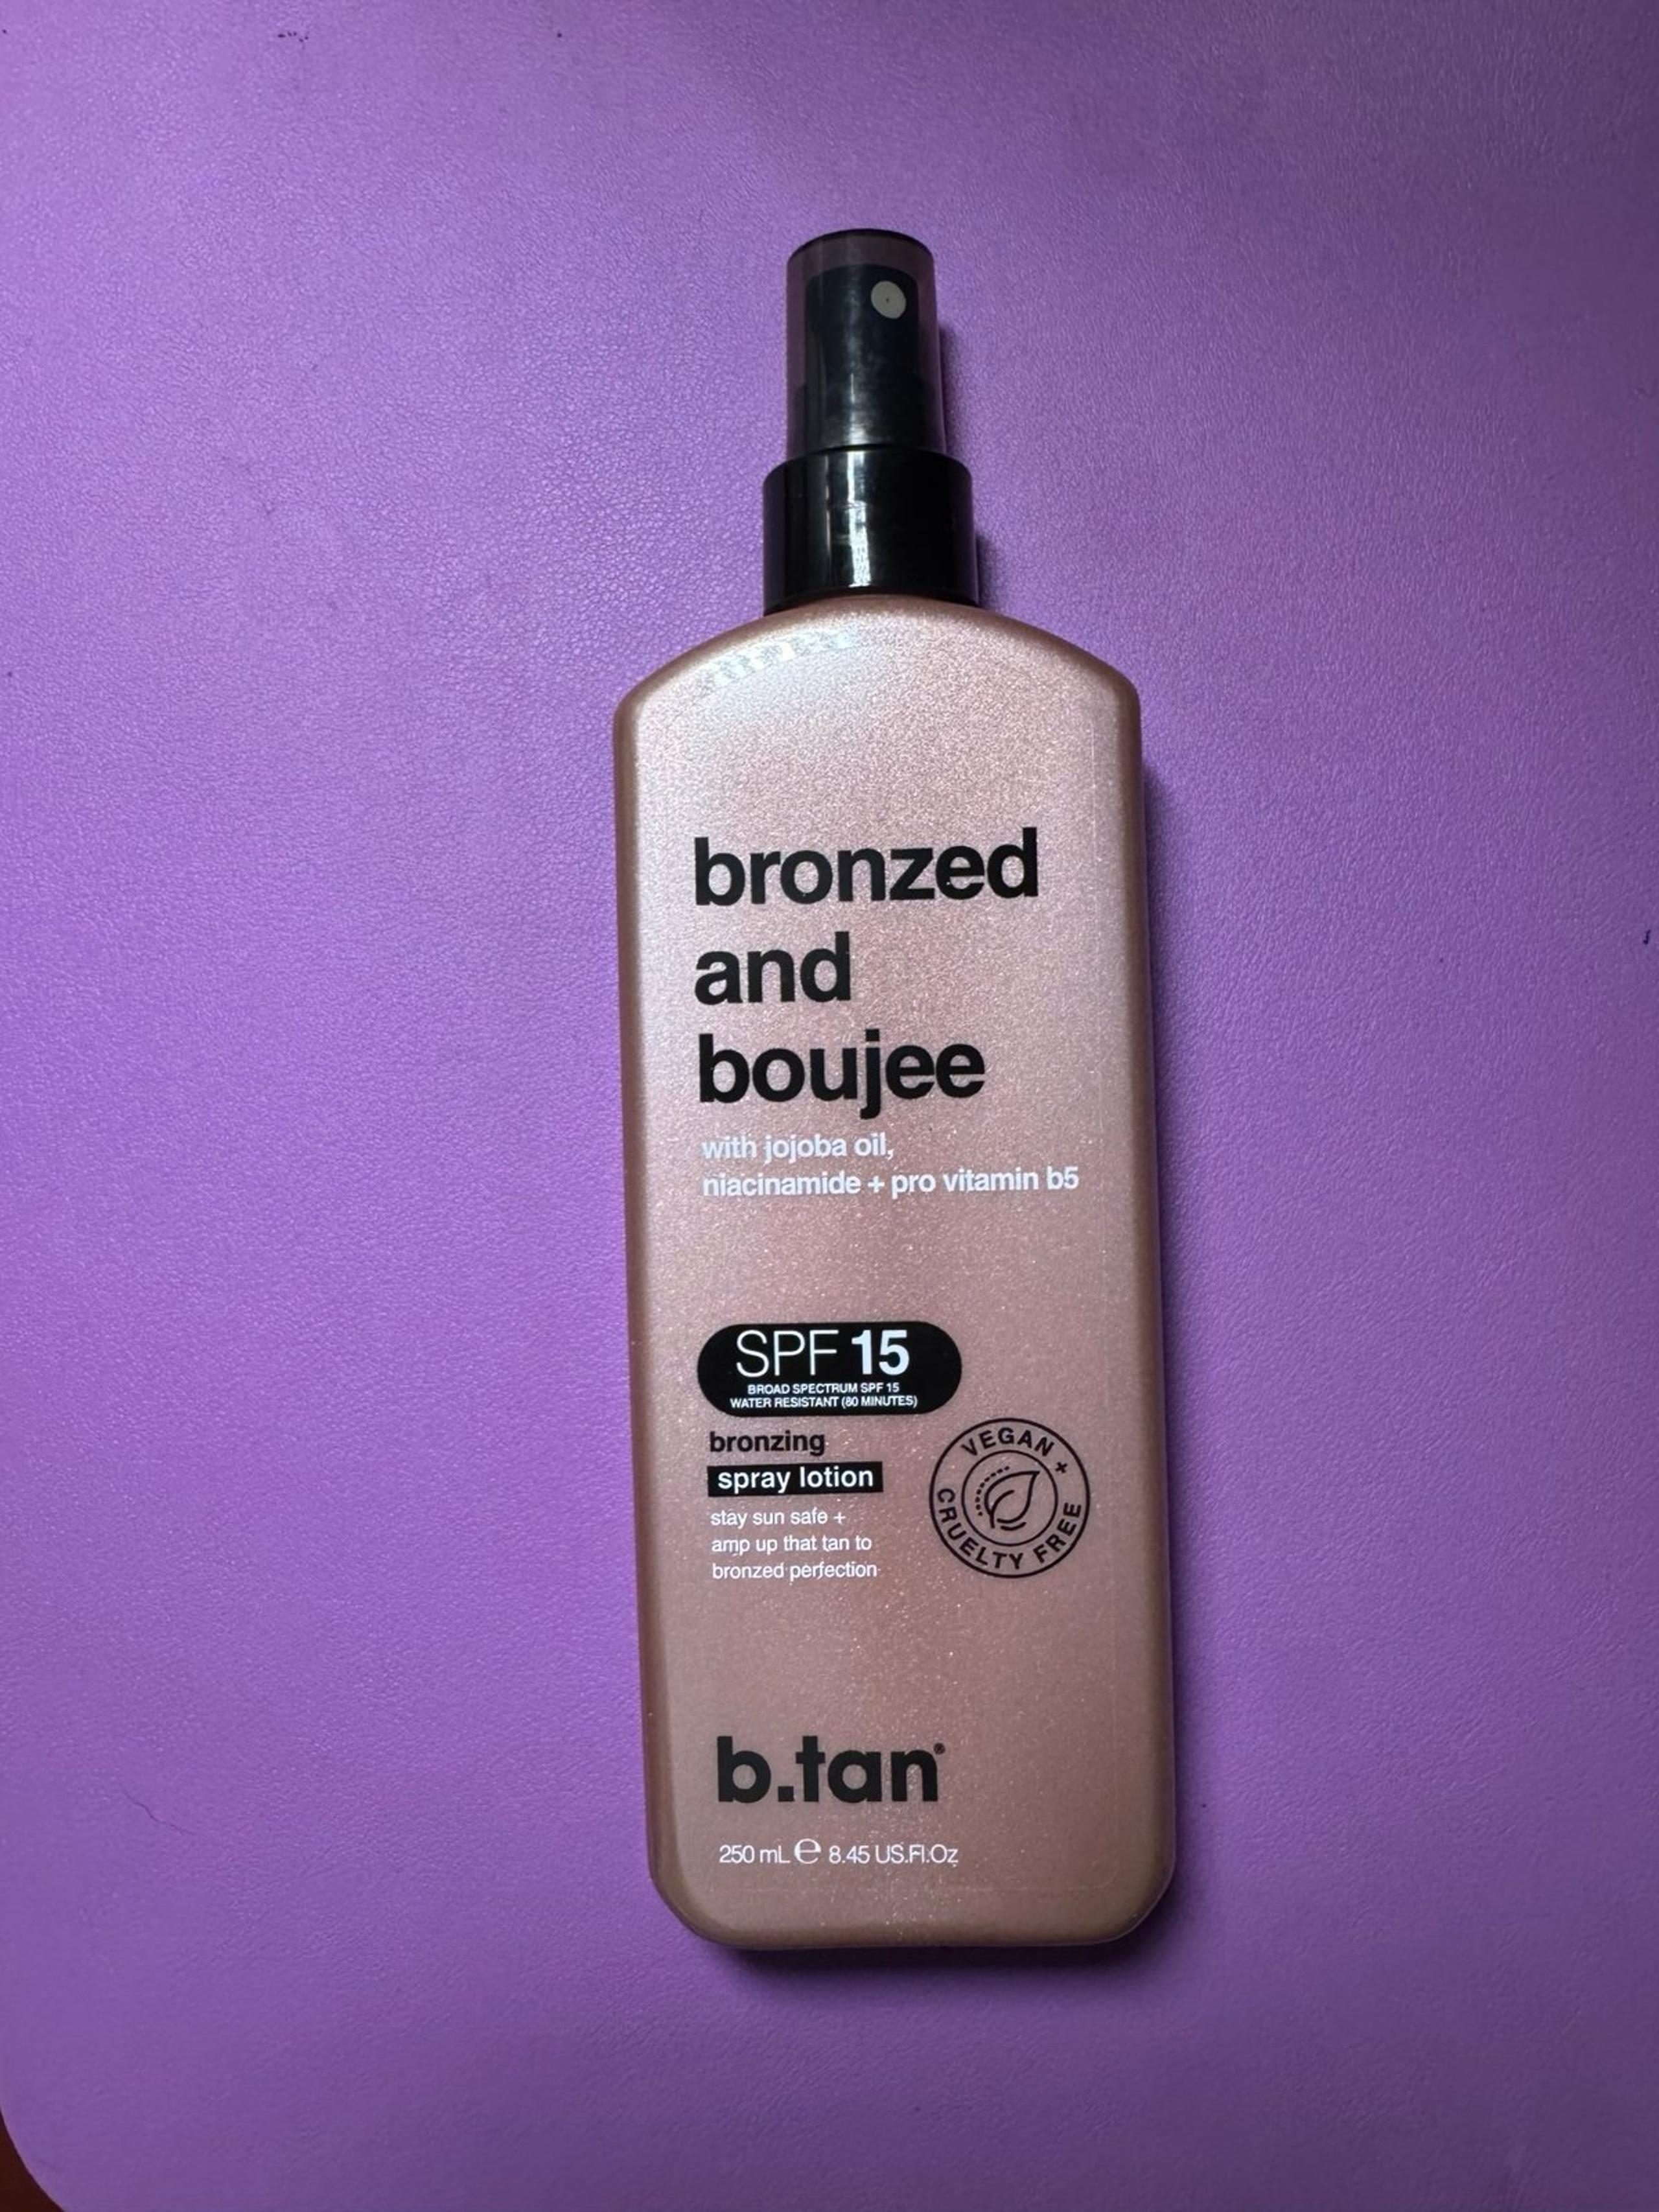 bronzed
and
boujee
with jojoba oil,
niacinamide + pro vitamin b5
SPF 15
BROAD SPECTRUM SPF 15
WATER RESISTANT (80 MINUTES)
bronzing
spray lotion
stay sun safe +
amp up that tan to
bronzed perfection
VEGAN + CRUELTY FREE
b.tan®
250 mL ℮ 8.45 US.Fl.Oz